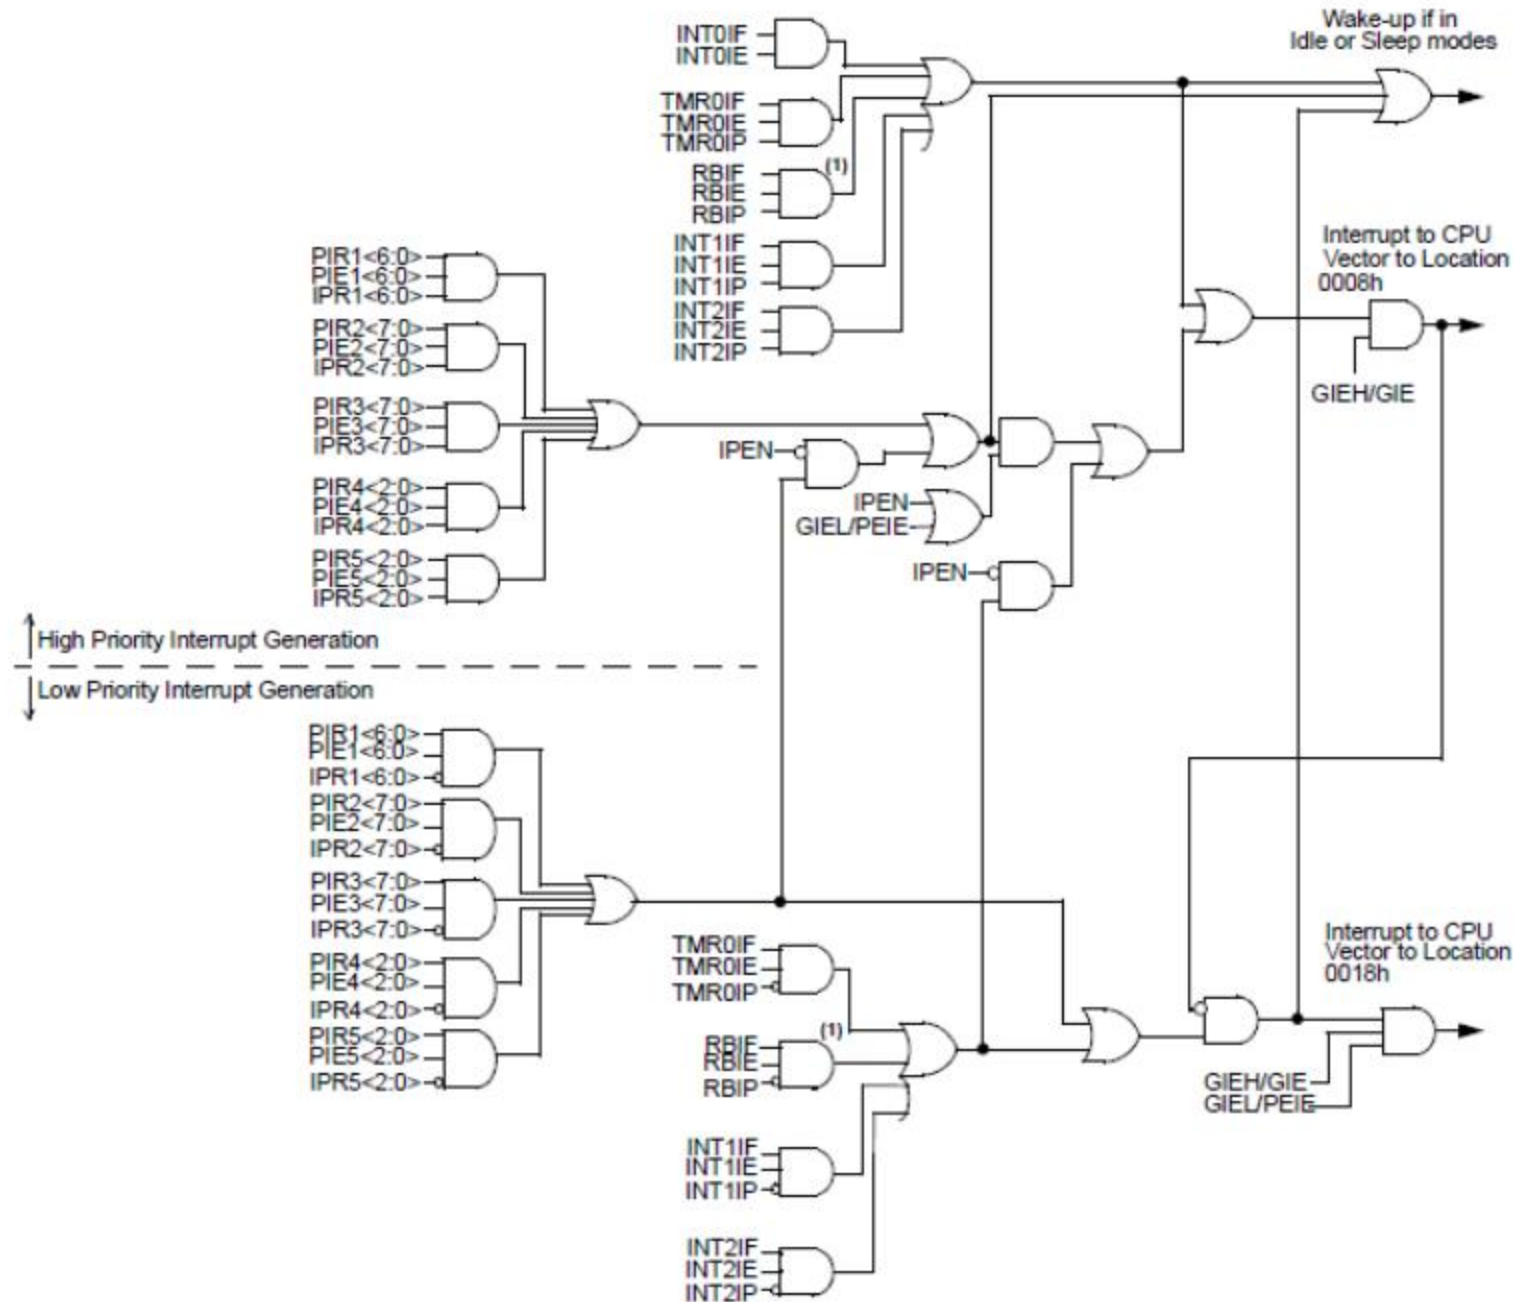 Wake-up if in
Idle or Sleep modes
INT0IF
INT0IE
TMR0IF
TMR0IE
TMR0IP
(1)
RBIF
RBIE
RBIP
INT1IF
INT1IE
INT1IP
INT2IF
INT2IE
INT2IP
Interrupt to CPU
Vector to Location
0008h
GIEH/GIE
PIR1<6:0>
PIE1<6:0>
IPR1<6:0>
PIR2<7:0>
PIE2<7:0>
IPR2<7:0>
PIR3<7:0>
PIE3<7:0>
IPR3<7:0>
PIR4<2:0>
PIE4<2:0>
IPR4<2:0>
PIR5<2:0>
PIE5<2:0>
IPR5<2:0>
IPEN
IPEN
GIEL/PEIE
IPEN
High Priority Interrupt Generation
Low Priority Interrupt Generation
PIR1<6:0>
PIE1<6:0>
IPR1<6:0>
PIR2<7:0>
PIE2<7:0>
IPR2<7:0>
PIR3<7:0>
PIE3<7:0>
IPR3<7:0>
PIR4<2:0>
PIE4<2:0>
IPR4<2:0>
PIR5<2:0>
PIE5<2:0>
IPR5<2:0>
TMR0IF
TMR0IE
TMR0IP
(1)
RBIF
RBIE
RBIP
INT1IF
INT1IE
INT1IP
INT2IF
INT2IE
INT2IP
Interrupt to CPU
Vector to Location
0018h
GIEH/GIE
GIEL/PEIE